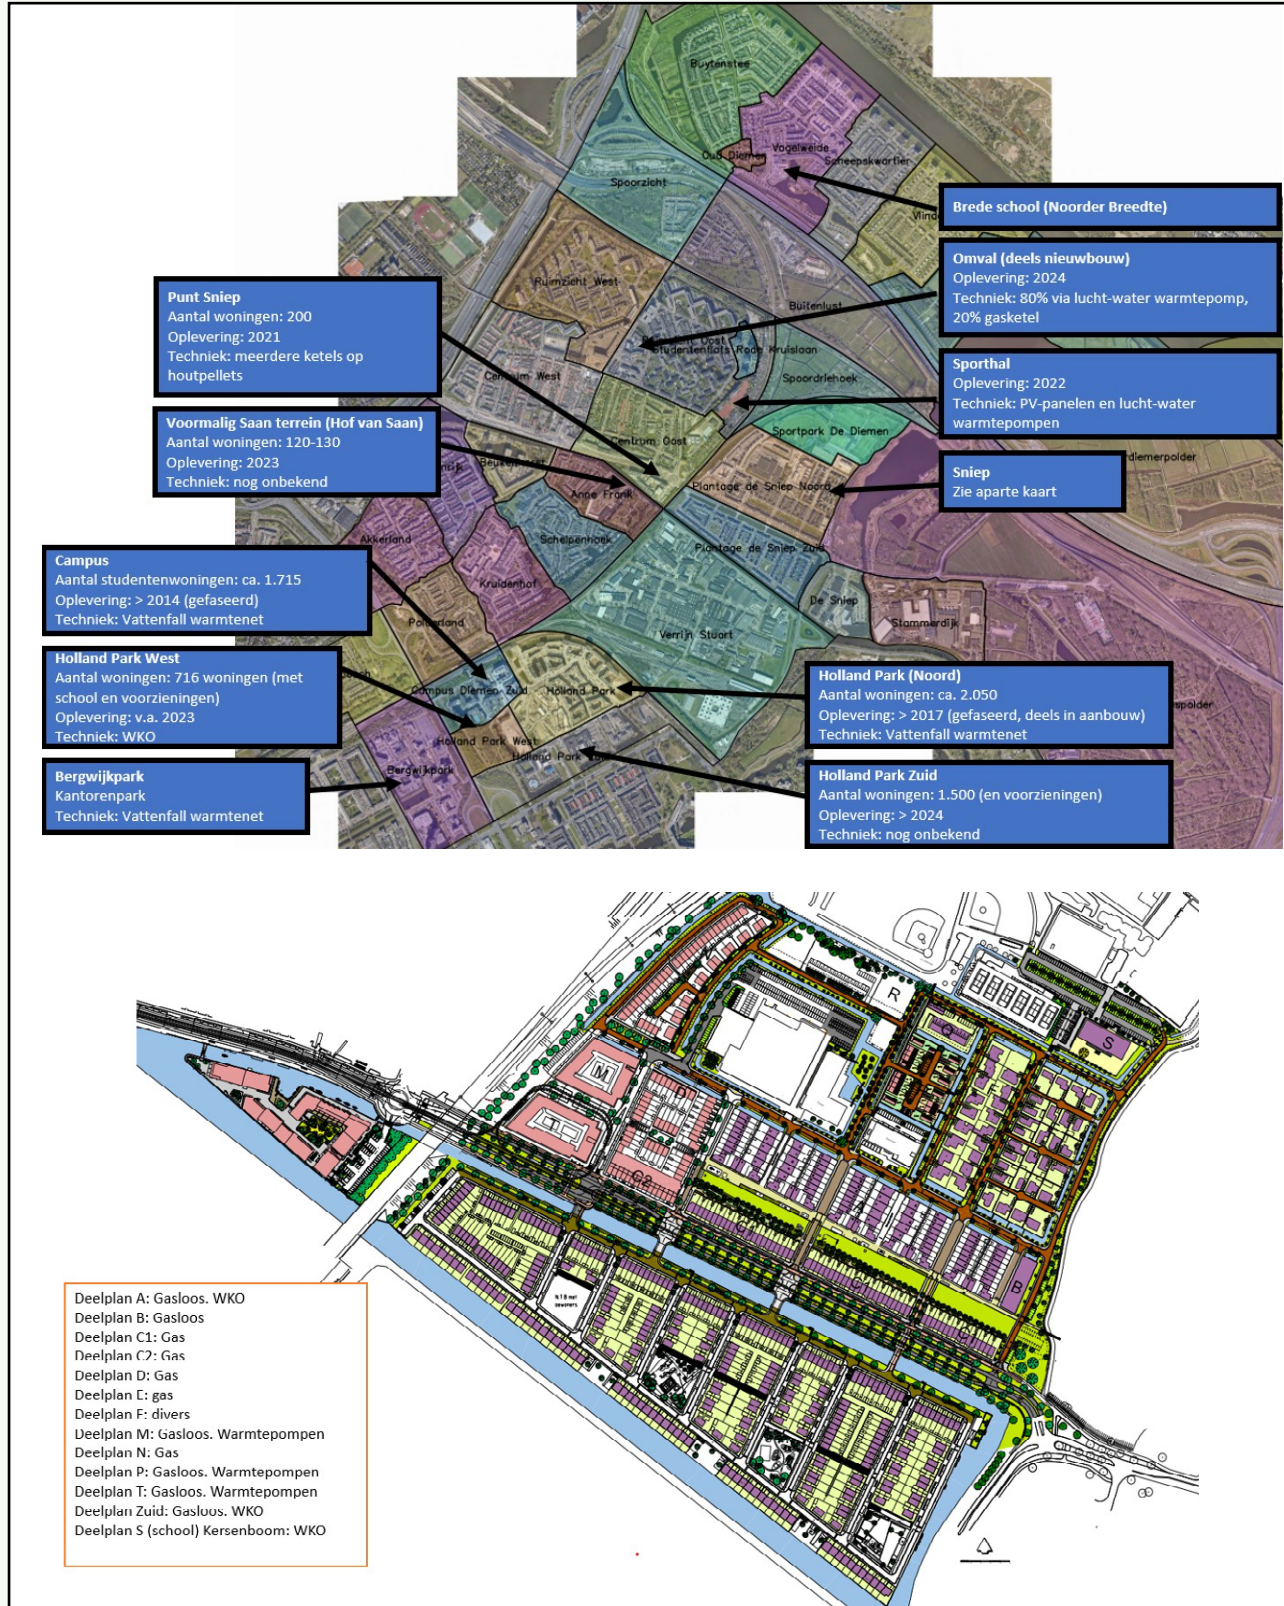 Buytenstee
Oud Diemen
Vogelweide
Scheepskwartier
Spoorzicht
Brede school (Noorder Breedte)
Omval (deels nieuwbouw)
Oplevering: 2024
Techniek: 80% via lucht-water warmtepomp,
20% gasketel
Ruimzicht West
Buitenlust
Punt Sniep
Aantal woningen: 200
Oplevering: 2021
Techniek: meerdere ketels op
houtpellets
Studentenflats Rode Kruislaan
Centrum West
Spoordriehoek
Sporthal
Oplevering: 2022
Techniek: PV-panelen en lucht-water
warmtepompen
Voormalig Saan terrein (Hof van Saan)
Aantal woningen: 120-130
Oplevering: 2023
Techniek: nog onbekend
Centrum Oost
Sportpark De Diemen
Anne Frank
Plantage de Sniep Noord
Sniep
Zie aparte kaart
Akkerland
Schelpenhoek
Plantage de Sniep Zuid
Kruidenhof
De Sniep
Stammerdijk
Verrijn Stuart
Campus
Aantal studentenwoningen: ca. 1.715
Oplevering: > 2014 (gefaseerd)
Techniek: Vattenfall warmtenet
Holland Park West
Aantal woningen: 716 woningen (met
school en voorzieningen)
Oplevering: v.a. 2023
Techniek: WKO
Campus Diemen Zuid
Holland Park
Holland Park (Noord)
Aantal woningen: ca. 2.050
Oplevering: > 2017 (gefaseerd, deels in aanbouw)
Techniek: Vattenfall warmtenet
Holland Park West
Holland Park
Bergwijkpark
Bergwijkpark
Kantorenpark
Techniek: Vattenfall warmtenet
Holland Park Zuid
Aantal woningen: 1.500 (en voorzieningen)
Oplevering: > 2024
Techniek: nog onbekend
R
S
M
D
C2
A
B
Deelplan A: Gasloos. WKO
Deelplan B: Gasloos
Deelplan C1: Gas
Deelplan C2: Gas
Deelplan D: Gas
Deelplan E: gas
Deelplan F: divers
Deelplan M: Gasloos. Warmtepompen
Deelplan N: Gas
Deelplan P: Gasloos. Warmtepompen
Deelplan T: Gasloos. Warmtepompen
Deelplan Zuid: Gasloos. WKO
Deelplan S (school) Kersenboom: WKO